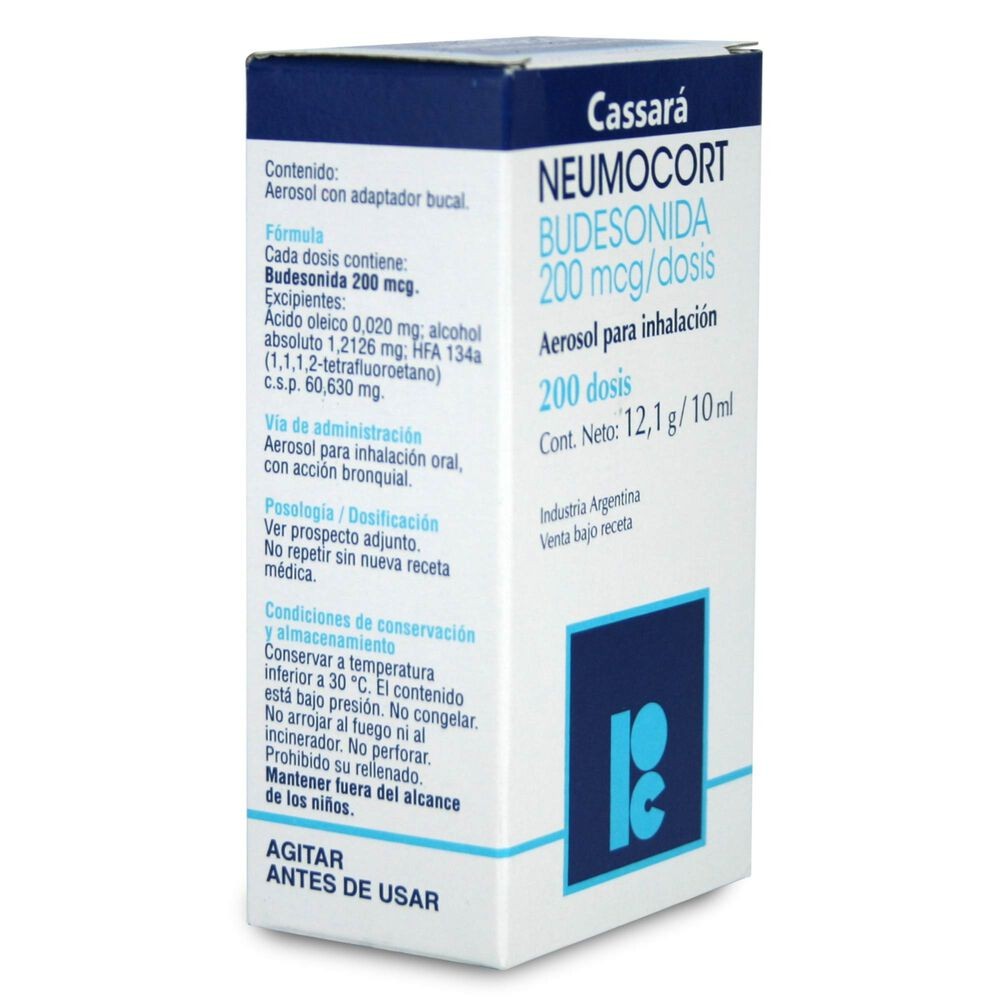 Contenido:
Aerosol con adaptador bucal.
Fórmula
Cada dosis contiene:
Budesonida 200 mcg.
Excipientes:
Ácido oleico 0,020 mg; alcohol
absoluto 1,2126 mg; HFA 134a
(1,1,1,2-tetrafluoroetano)
c.s.p. 60,630 mg.
Vía de administración
Aerosol para inhalación oral,
con acción bronquial.
Posología / Dosificación
Ver prospecto adjunto.
No repetir sin nueva receta
médica.
Condiciones de conservación
y almacenamiento
Conservar a temperatura
inferior a 30 °C. El contenido
está bajo presión. No congelar.
No arrojar al fuego ni al
incinerador. No perforar.
Prohibido su rellenado.
Mantener fuera del alcance
de los niños.
AGITAR
ANTES DE USAR
Cassará
NEUMOCORT
BUDESONIDA
200 mcg/dosis
Aerosol para inhalación
200 dosis
Cont. Neto: 12,1 g / 10 ml
Industria Argentina
Venta bajo receta